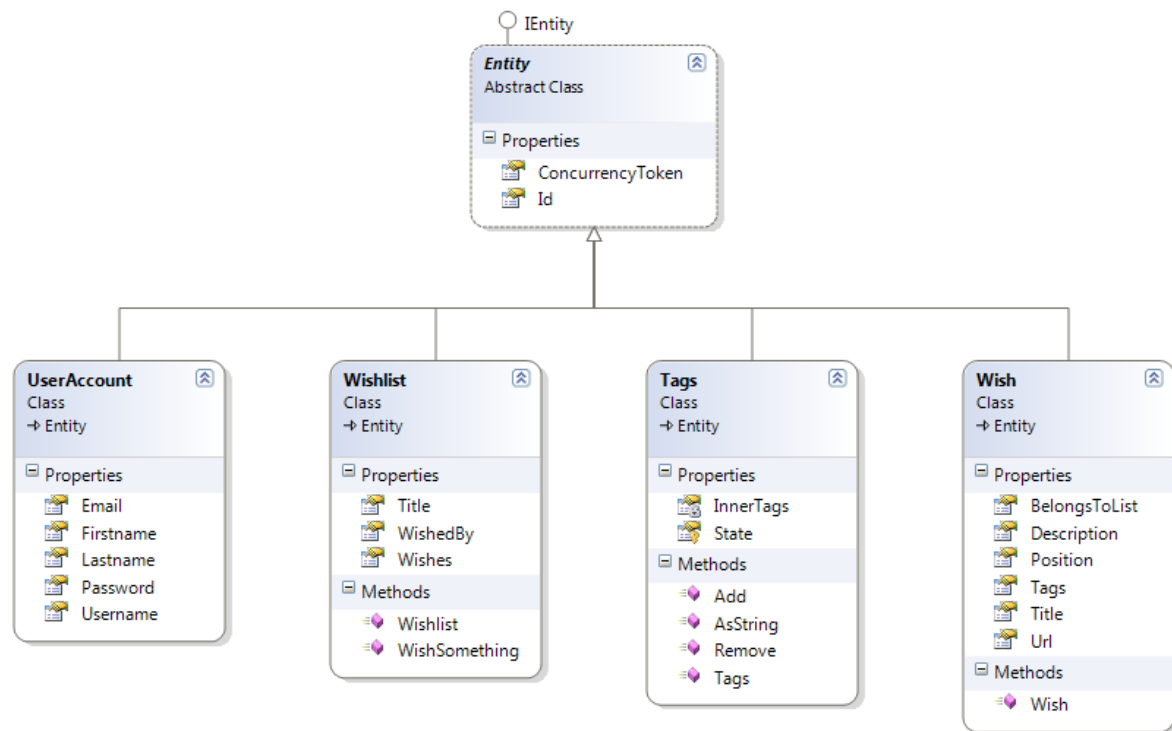 IEntity
Entity
Abstract Class
Properties
ConcurrencyToken
Id
UserAccount
Class
Entity
Properties
Email
Firstname
Lastname
Password
Username
Wishlist
Class
Entity
Properties
Title
WishedBy
Wishes
Methods
Wishlist
WishSomething
Tags
Class
Entity
Properties
InnerTags
State
Methods
Add
AsString
Remove
Tags
Wish
Class
Entity
Properties
BelongsToList
Description
Position
Tags
Title
Url
Methods
Wish